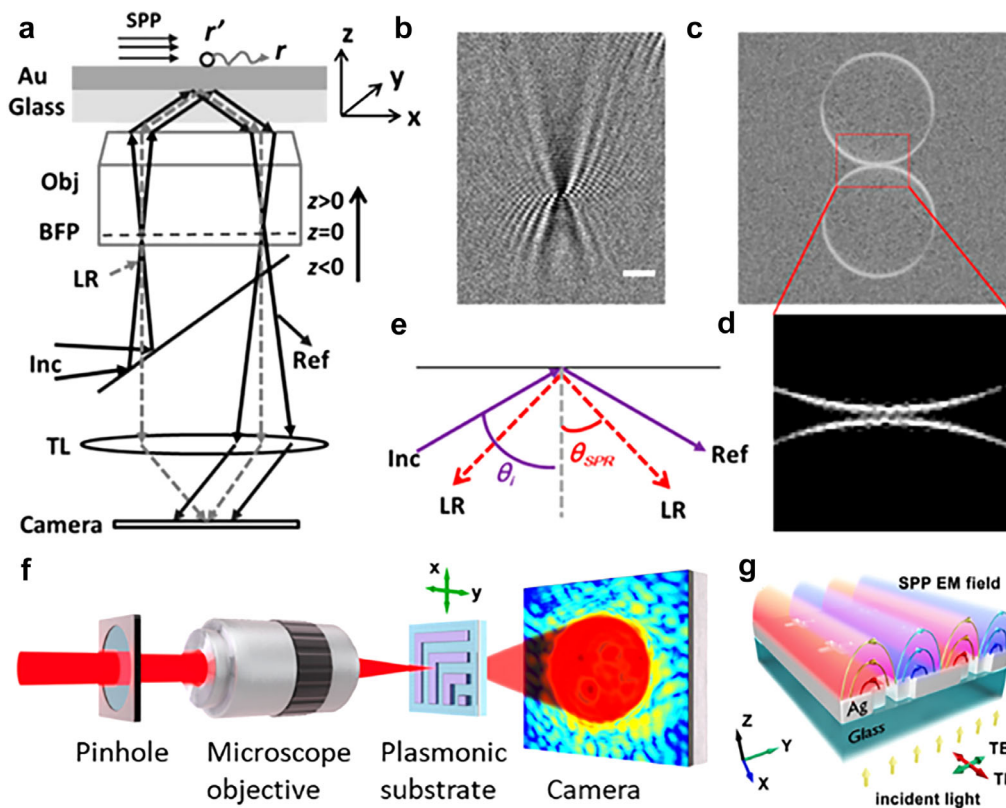 a
SPP
r'
r
Au
Glass
z
y
x
Obj
BFP
z>0
z=0
z<0
LR
Inc
Ref
TL
Camera
b
c
d
e
Inc
θi
LR
θSPR
LR
Ref
f
x
y
Pinhole
Microscope
objective
Plasmonic
substrate
Camera
g
SPP EM field
Ag
Glass
Z
Y
X
TE
incident light